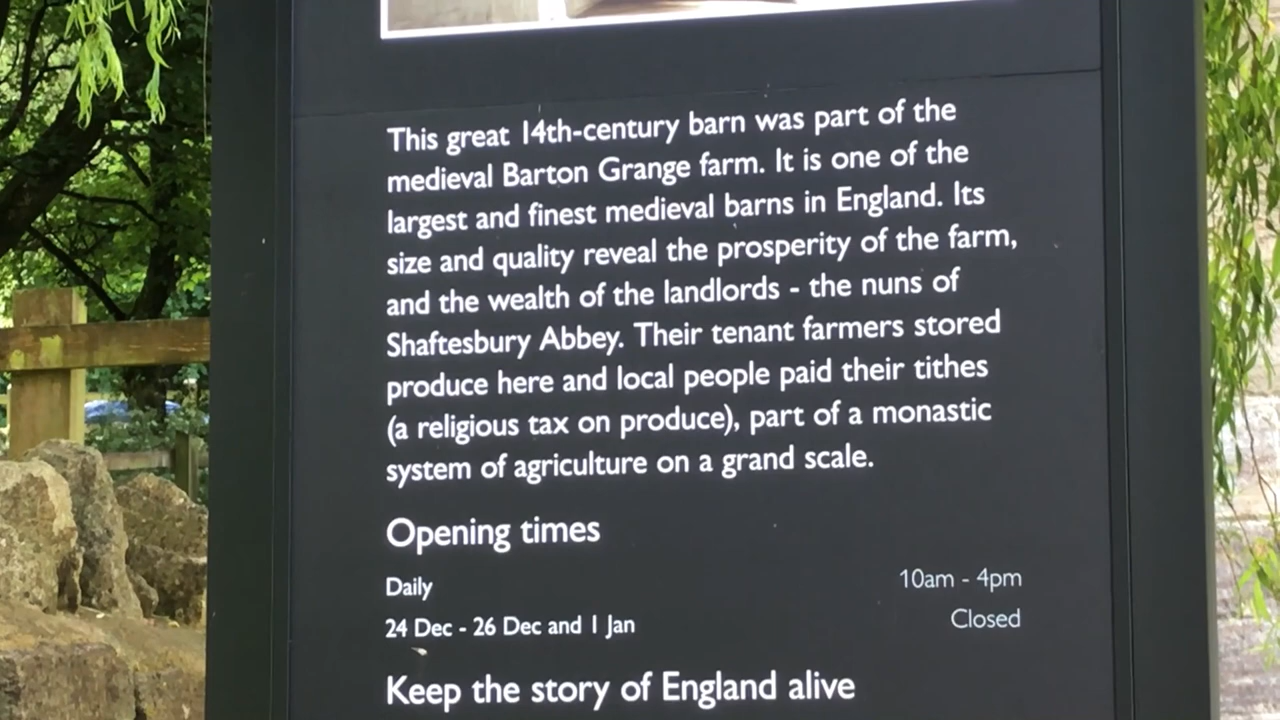 This great 14th-century barn was part of the
medieval Barton Grange farm. It is one of the
largest and finest medieval barns in England. Its
size and quality reveal the prosperity of the farm,
and the wealth of the landlords - the nuns of
Shaftesbury Abbey. Their tenant farmers stored
produce here and local people paid their tithes
(a religious tax on produce), part of a monastic
system of agriculture on a grand scale.
Opening times
Daily 10am - 4pm
24 Dec - 26 Dec and 1 Jan Closed
Keep the story of England alive